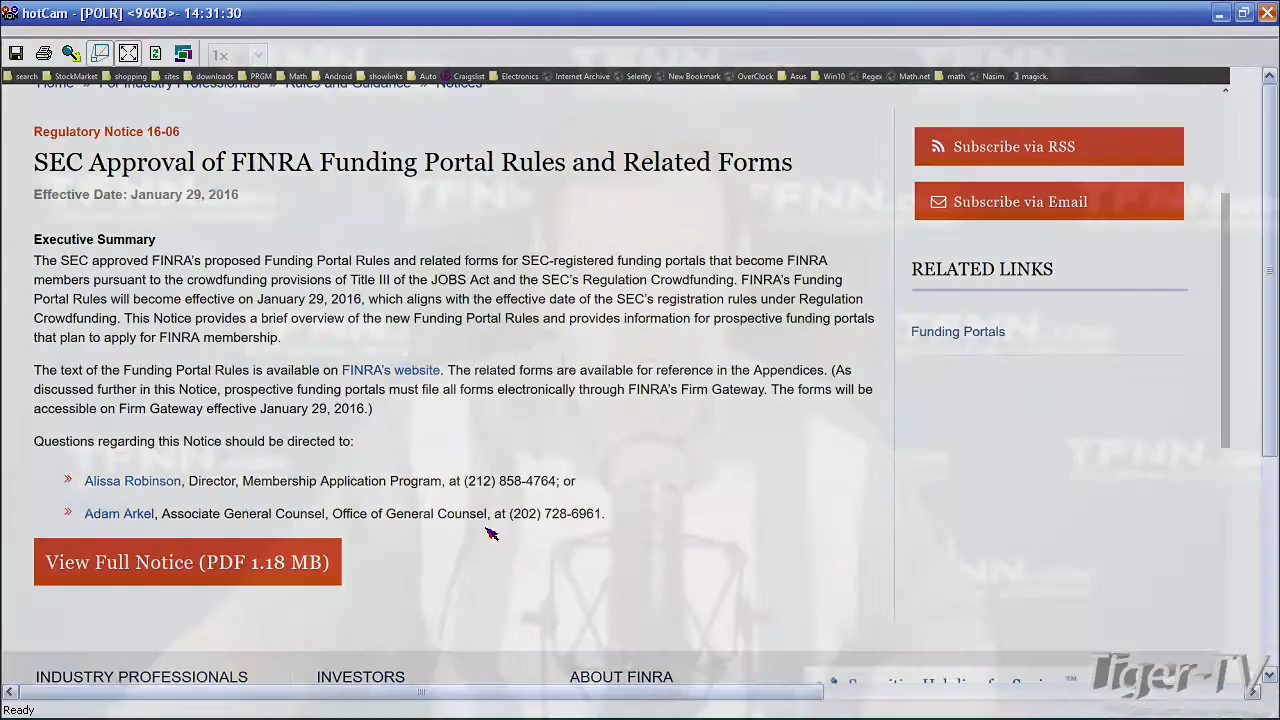 hotCam - [POLR] <96KB>- 14:31:30
1x
search StockMarket shopping sites downloads PRGM Math Android showlinks Auto Craigslist Electronics Internet Archive Selerity New Bookmark OverClock Asus Win10 Regex Math.net math Nasim magick.
Home » For Industry Professionals » Rules and Guidance » Notices
Regulatory Notice 16-06
SEC Approval of FINRA Funding Portal Rules and Related Forms
Effective Date: January 29, 2016
Executive Summary
The SEC approved FINRA's proposed Funding Portal Rules and related forms for SEC-registered funding portals that become FINRA
members pursuant to the crowdfunding provisions of Title III of the JOBS Act and the SEC's Regulation Crowdfunding. FINRA's Funding
Portal Rules will become effective on January 29, 2016, which aligns with the effective date of the SEC's registration rules under Regulation
Crowdfunding. This Notice provides a brief overview of the new Funding Portal Rules and provides information for prospective funding portals
that plan to apply for FINRA membership.
The text of the Funding Portal Rules is available on FINRA's website. The related forms are available for reference in the Appendices. (As
discussed further in this Notice, prospective funding portals must file all forms electronically through FINRA's Firm Gateway. The forms will be
accessible on Firm Gateway effective January 29, 2016.)
Questions regarding this Notice should be directed to:
» Alissa Robinson, Director, Membership Application Program, at (212) 858-4764; or
» Adam Arkel, Associate General Counsel, Office of General Counsel, at (202) 728-6961.
View Full Notice (PDF 1.18 MB)
Subscribe via RSS
Subscribe via Email
RELATED LINKS
Funding Portals
INDUSTRY PROFESSIONALS
INVESTORS
ABOUT FINRA
Tiger-TV
Ready